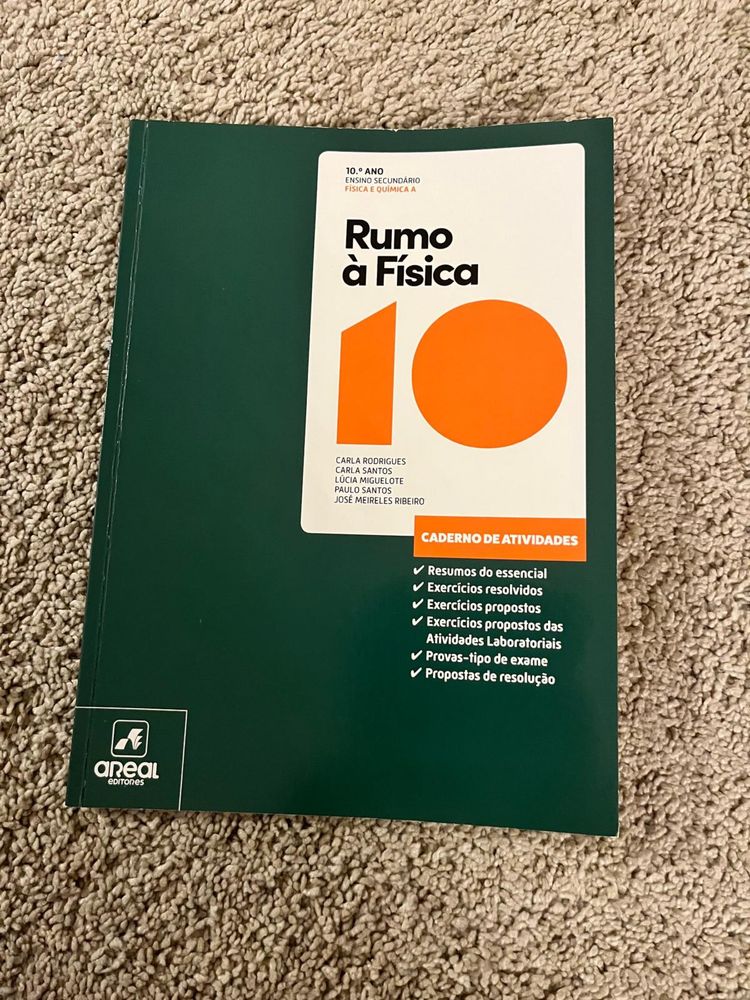 10.º ANO
ENSINO SECUNDÁRIO
FÍSICA E QUÍMICA A
Rumo
à Física
10
CARLA RODRIGUES
CARLA SANTOS
LÚCIA MIGUELOTE
PAULO SANTOS
JOSÉ MEIRELES RIBEIRO
CADERNO DE ATIVIDADES
✔ Resumos do essencial
✔ Exercícios resolvidos
✔ Exercícios propostos
✔ Exercícios propostos das
Atividades Laboratoriais
✔ Provas-tipo de exame
✔ Propostas de resolução
areal
EDITORES